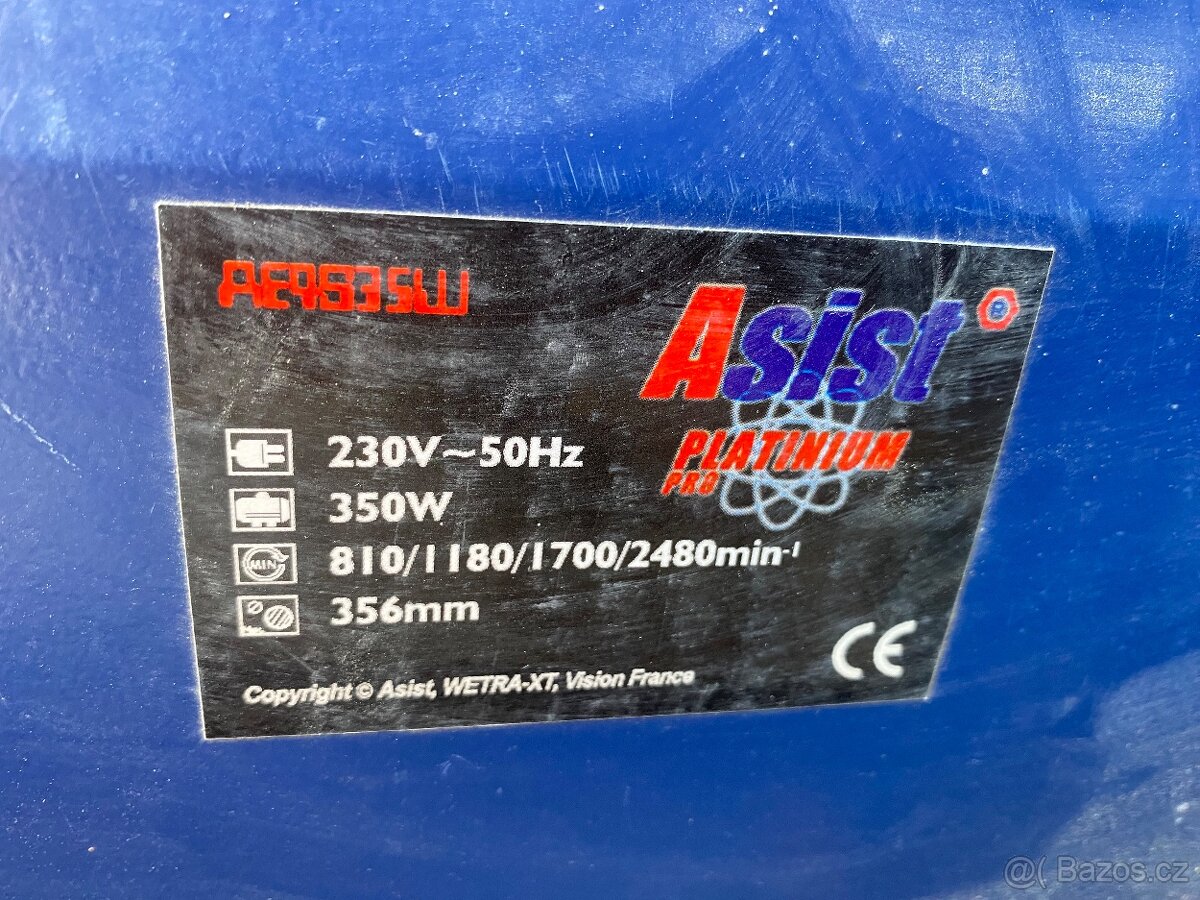 Asist
PLATINIUM
PRO
230V~50Hz
350W
MIN
810/1180/1700/2480min-1
356mm
CE
Copyright © Asist, WETRA-XT, Vision France
@( Bazos.cz